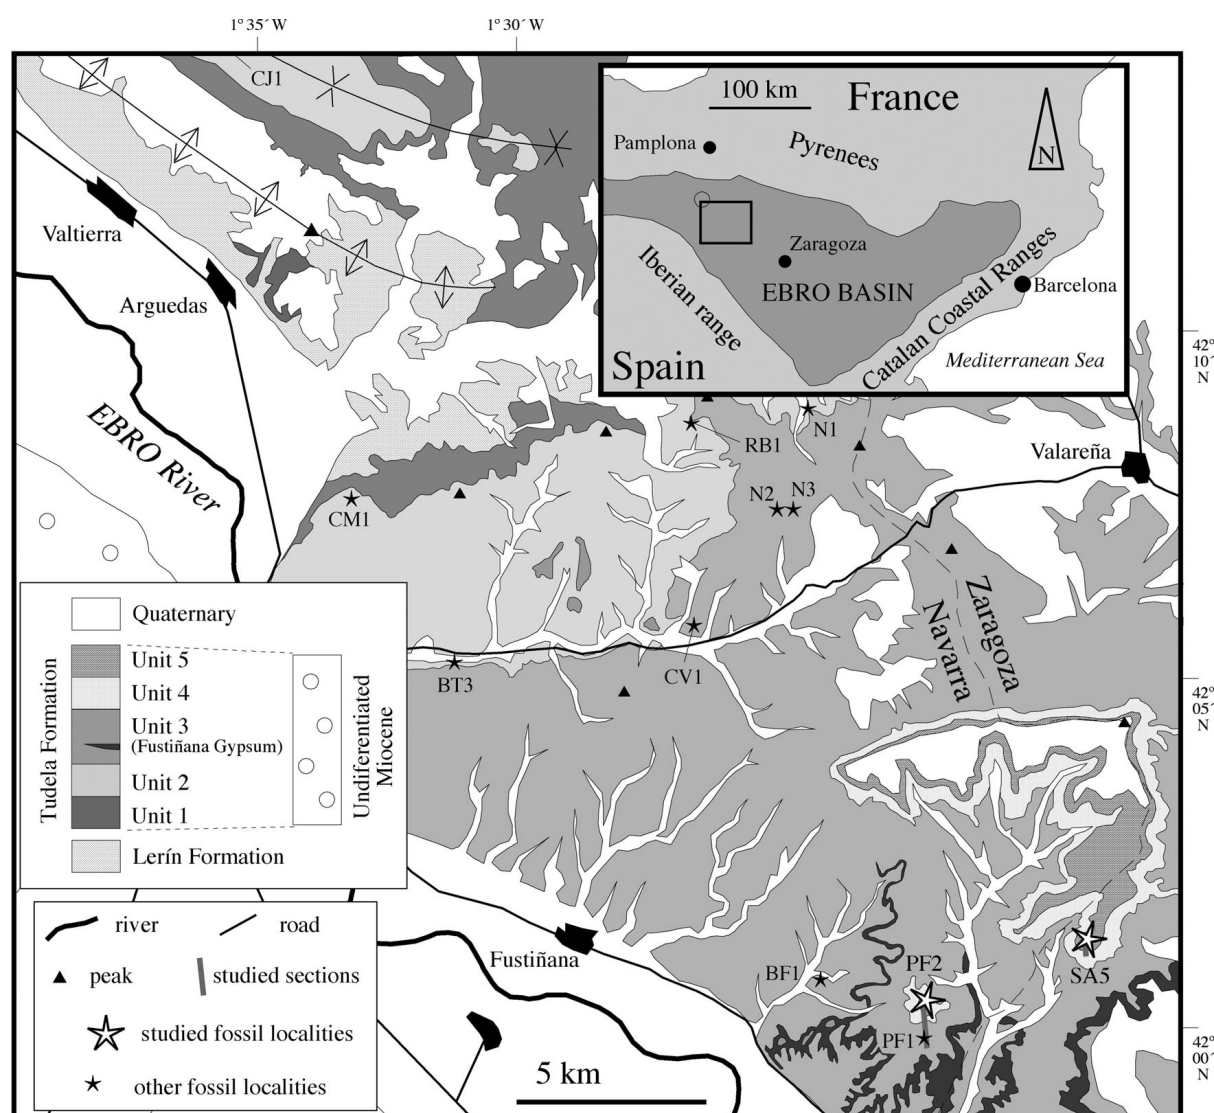 1° 35´ W
1° 30´ W
CJ1
100 km
France
Pamplona
Pyrenees
N
Zaragoza
Iberian range
EBRO BASIN
Catalan Coastal Ranges
Barcelona
Spain
Mediterranean Sea
Valtierra
Arguedas
42°
10´
N
EBRO River
RB1
N1
Valareña
CM1
N2
N3
Zaragoza
Navarra
BT3
CV1
42°
05´
N
Quaternary
Tudela Formation
Unit 5
Unit 4
Unit 3
(Fustiñana Gypsum)
Unit 2
Unit 1
Undiferentiated
Miocene
Lerín Formation
river
road
peak
studied sections
studied fossil localities
other fossil localities
Fustiñana
BF1
PF2
SA5
PF1
42°
00´
N
5 km